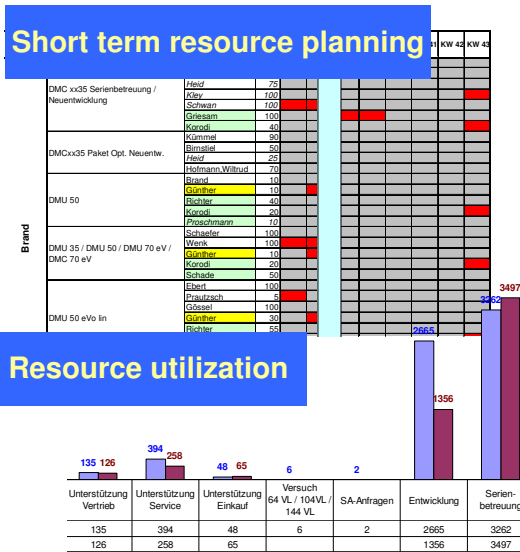 Short term resource planning
41 KW 42 KW 43
DMC xx35 Serienbetreuung /
Neuentwicklung
Heid 75
Kley 100
Schwan 100
Griesam 100
Korodi 40
DMCxx35 Paket Opt. Neuentw.
Kümmel 90
Birnstiel 50
Heid 25
Hofmann,Wiltrud 70
DMU 50
Brand 10
Günther 10
Richter 40
Korodi 20
Proschmann 10
Brand
DMU 35 / DMU 50 / DMU 70 eV /
DMC 70 eV
Schaefer 100
Wenk 100
Günther 10
Korodi 20
Schade 50
DMU 50 eVo lin
Ebert 100
Prautzsch 5
Gössel 100
Günther 30
Richter 55
Resource utilization
135 126
394 258
48 65
6
2
2665 1356
3262 3497
Unterstützung
Vertrieb
Unterstützung
Service
Unterstützung
Einkauf
Versuch
64 VL / 104VL /
144 VL
SA-Anfragen
Entwicklung
Serien-
betreuung
135 394 48 6 2 2665 3262
126 258 65 1356 3497